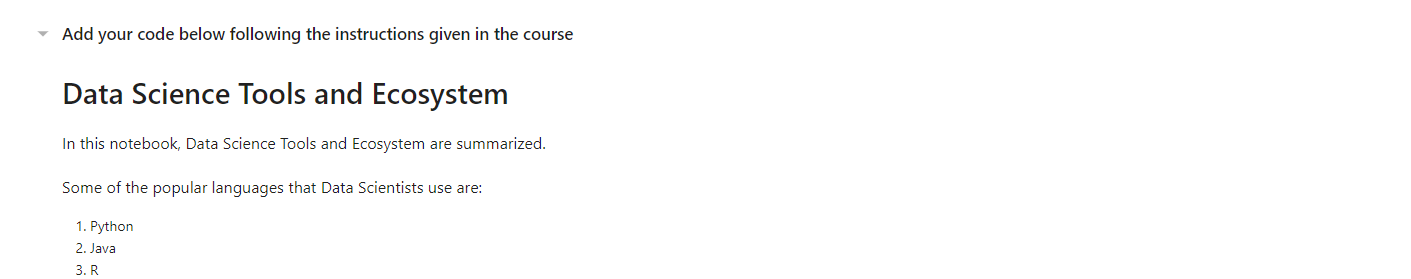 Add your code below following the instructions given in the course
Data Science Tools and Ecosystem
In this notebook, Data Science Tools and Ecosystem are summarized.
Some of the popular languages that Data Scientists use are:
1. Python
2. Java
3. R